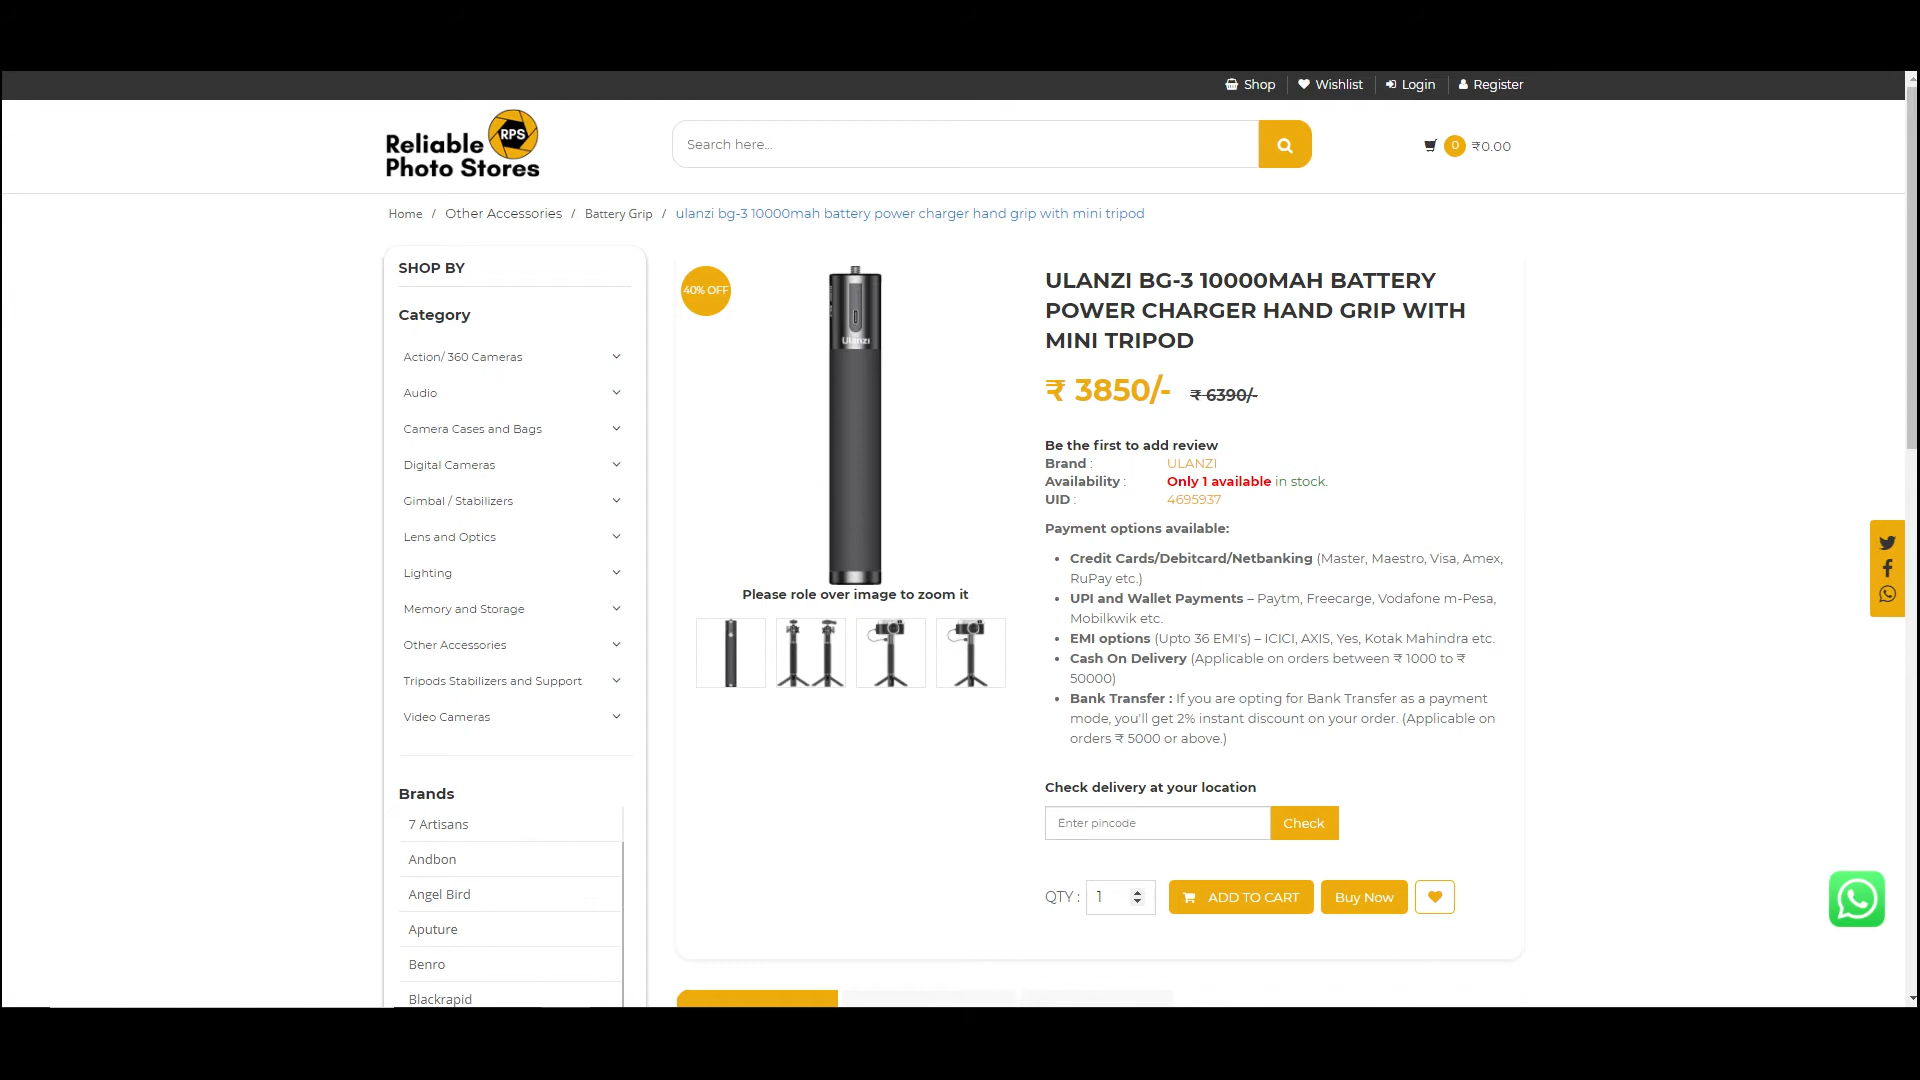 Shop Wishlist Login Register
Reliable RPS
Photo Stores
Search here...
0 ₹0.00
Home / Other Accessories / Battery Grip / ulanzi bg-3 10000mah battery power charger hand grip with mini tripod
SHOP BY
Category
Action/ 360 Cameras
Audio
Camera Cases and Bags
Digital Cameras
Gimbal / Stabilizers
Lens and Optics
Lighting
Memory and Storage
Other Accessories
Tripods Stabilizers and Support
Video Cameras
Brands
7 Artisans
Andbon
Angel Bird
Aputure
Benro
Blackrapid
40% OFF
Ulanzi
Please role over image to zoom it
ULANZI BG-3 10000MAH BATTERY
POWER CHARGER HAND GRIP WITH
MINI TRIPOD
₹ 3850/- ₹ 6390/-
Be the first to add review
Brand : ULANZI
Availability : Only 1 available in stock.
UID : 4695937
Payment options available:
• Credit Cards/Debitcard/Netbanking (Master, Maestro, Visa, Amex,
RuPay etc.)
• UPI and Wallet Payments – Paytm, Freecarge, Vodafone m-Pesa,
Mobilkwik etc.
• EMI options (Upto 36 EMI's) – ICICI, AXIS, Yes, Kotak Mahindra etc.
• Cash On Delivery (Applicable on orders between ₹ 1000 to ₹
50000)
• Bank Transfer : If you are opting for Bank Transfer as a payment
mode, you'll get 2% instant discount on your order. (Applicable on
orders ₹ 5000 or above.)
Check delivery at your location
Enter pincode Check
QTY : 1 ADD TO CART Buy Now